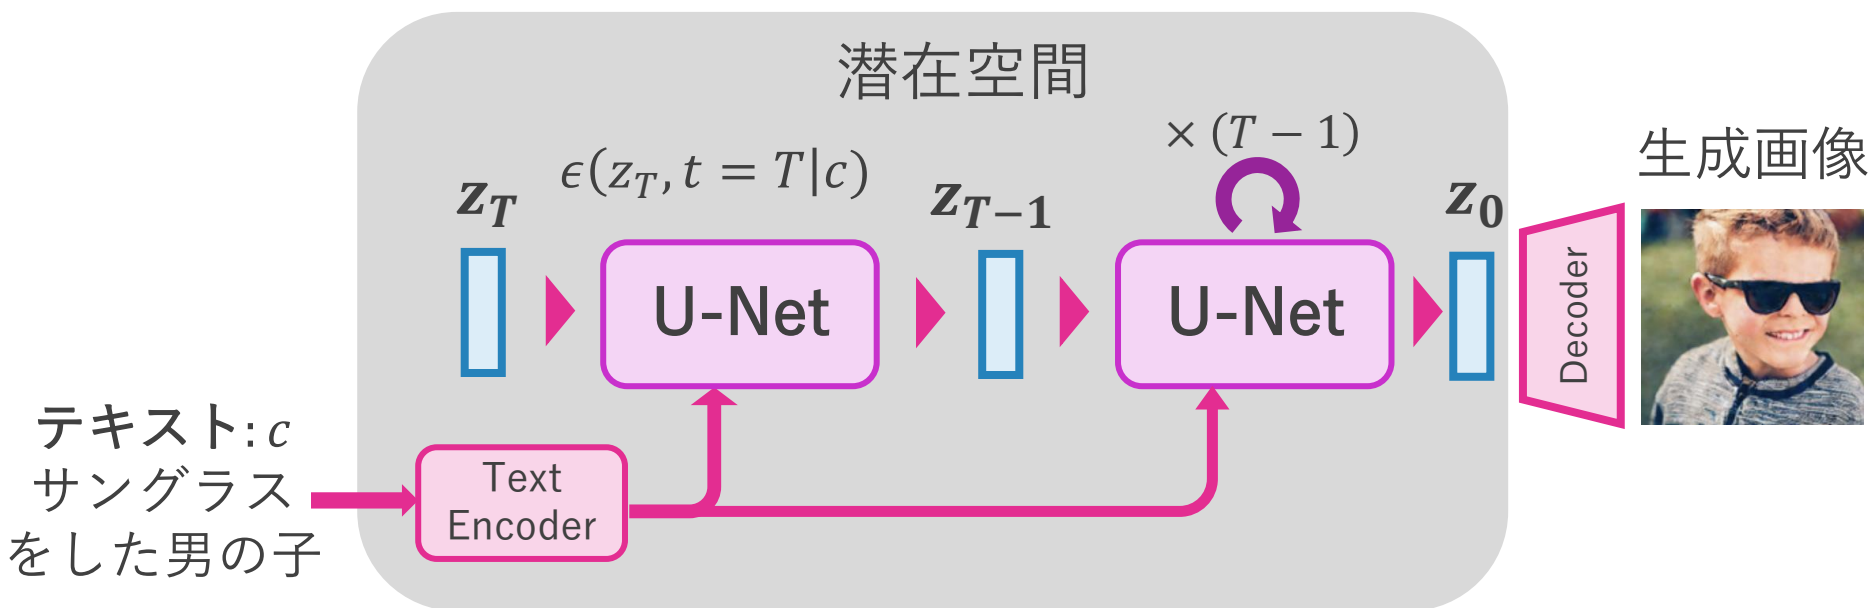 潜在空間
× (T − 1)
生成画像
ϵ(z_T, t = T|c)
z_T
z_{T−1}
z_0
U-Net
U-Net
Decoder
テキスト: c
サングラス
をした男の子
Text
Encoder